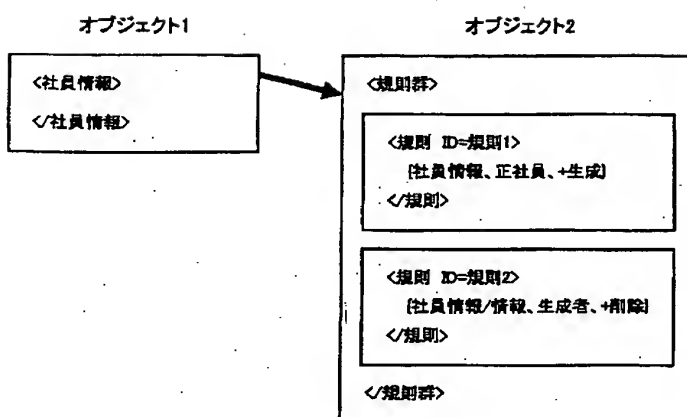 オブジェクト1
オブジェクト2
<社員情報>
</社員情報>
<規則群>
<規則 ID=規則1>
[社員情報、正社員、+生成]
</規則>
<規則 ID=規則2>
[社員情報/情報、生成者、+削除]
</規則>
</規則群>